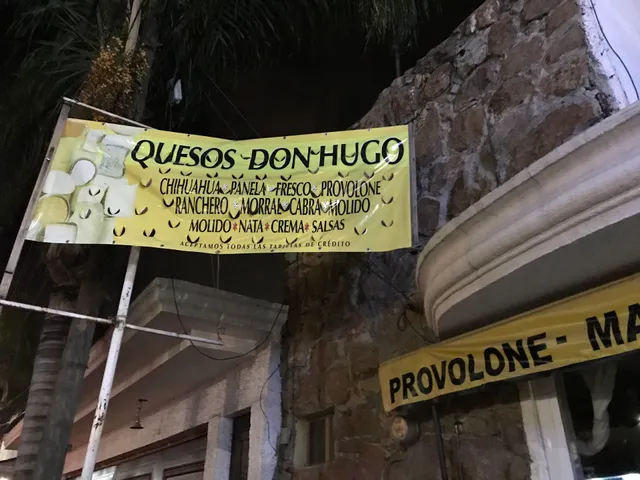 QUESOS DON HUGO
CHIHUAHUA PANELA FRESCO PROVOLONE
RANCHERO MORRAL CABRA MOLIDO
MOLIDO * NATA * CREMA * SALSAS
ACEPTAMOS TODAS LAS TARJETAS DE CRÉDITO
PROVOLONE - MA